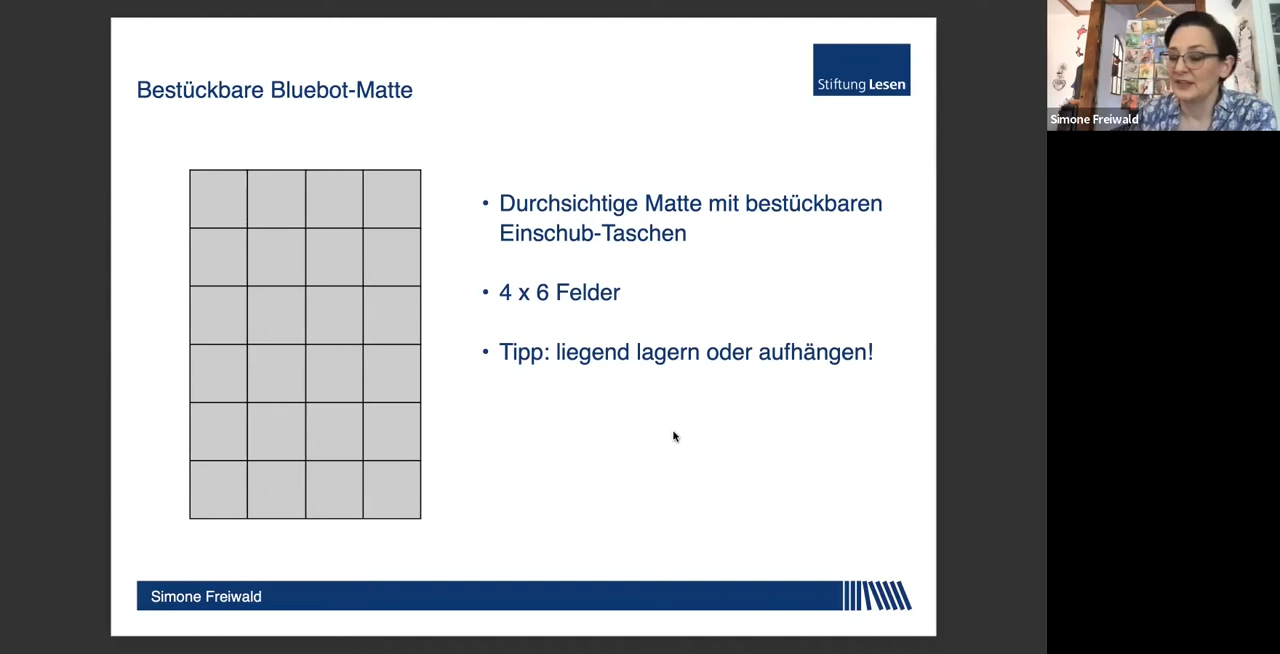 Bestückbare Bluebot-Matte
Stiftung Lesen
• Durchsichtige Matte mit bestückbaren
Einschub-Taschen
• 4 x 6 Felder
• Tipp: liegend lagern oder aufhängen!
Simone Freiwald
Simone Freiwald